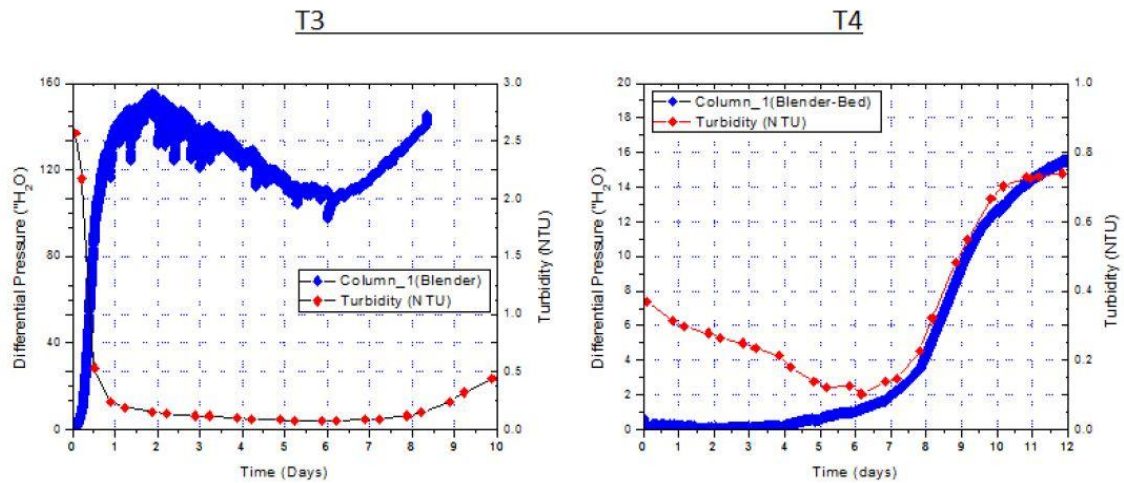 T3 T4
160
120
80
40
0
Differential Pressure ("H2O)
3.0
2.5
2.0
1.5
1.0
0.5
0.0
Turbidity (NTU)
Column_1(Blender)
Turbidity (NTU)
0 1 2 3 4 5 6 7 8 9 10
Time (Days)
20
18
16
14
12
10
8
6
4
2
0
Differential Pressure ("H2O)
1.0
0.8
0.6
0.4
0.2
0.0
Turbidity (NTU)
Column_1(Blender-Bed)
Turbidity (NTU)
0 1 2 3 4 5 6 7 8 9 10 11 12
Time (days)